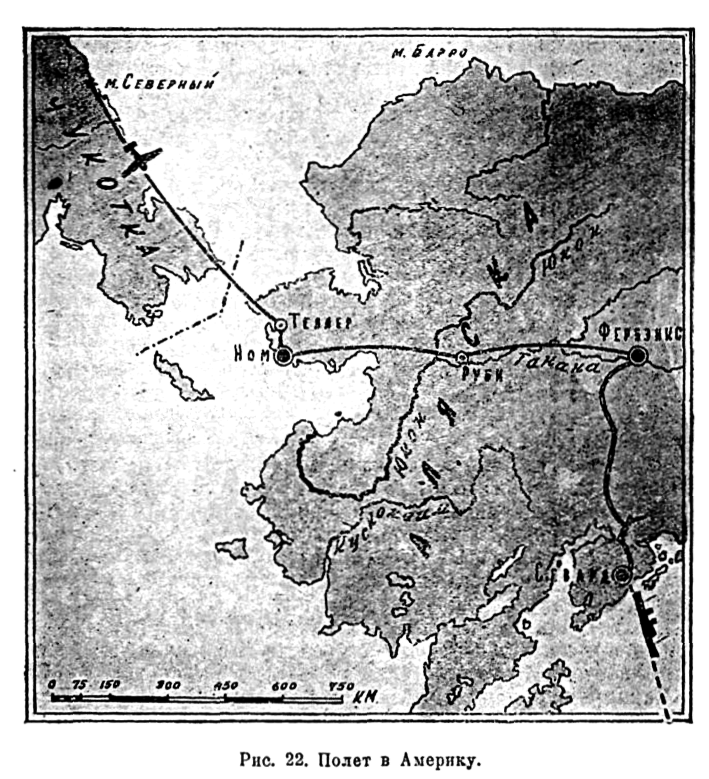 м. БАРРО
м. СЕВЕРНЫЙ
ЧУКОТКА
АЛЯСКА
Юкон
ТЕЛЛЕР
ФЕРБЭНКС
НОМ
РУБИ
Танана
Юкон
Кускоквим
СЕВАРД
0 75 150 300 450 600 750 КМ.
Рис. 22. Полет в Америку.